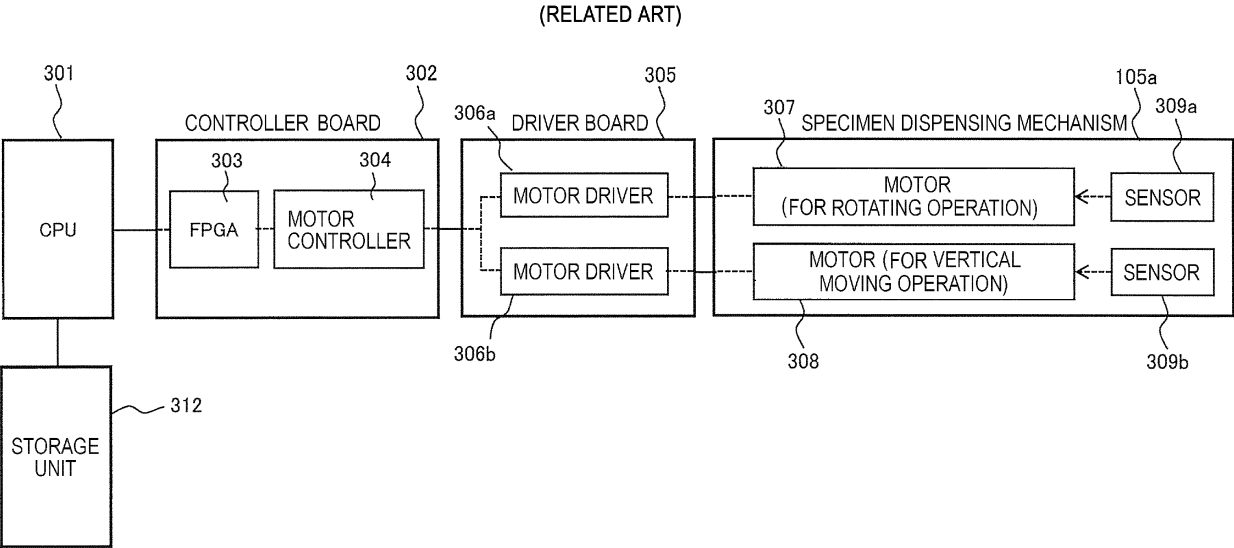 (RELATED ART)
301
302
305
105a
CONTROLLER BOARD
306a
DRIVER BOARD
307
SPECIMEN DISPENSING MECHANISM
309a
303
304
CPU
FPGA
MOTOR
CONTROLLER
MOTOR DRIVER
MOTOR
(FOR ROTATING OPERATION)
SENSOR
MOTOR DRIVER
MOTOR (FOR VERTICAL
MOVING OPERATION)
SENSOR
306b
308
309b
312
STORAGE
UNIT